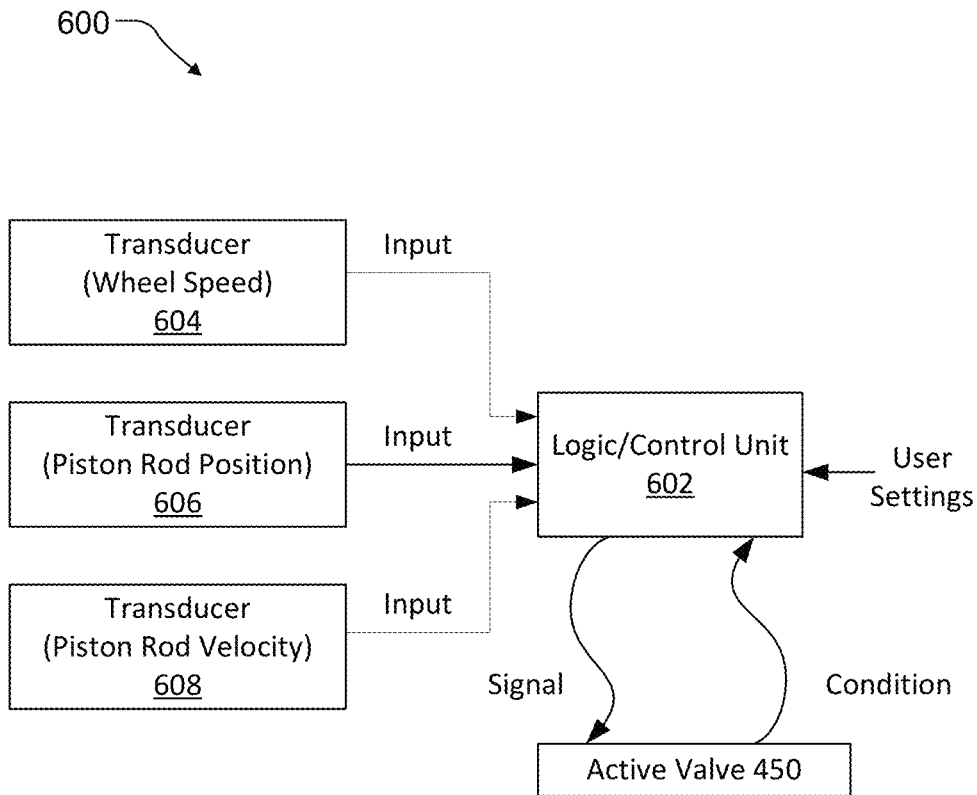 600
Transducer
(Wheel Speed)
604
Input
Transducer
(Piston Rod Position)
606
Input
Transducer
(Piston Rod Velocity)
608
Input
Logic/Control Unit
602
User
Settings
Signal
Condition
Active Valve 450